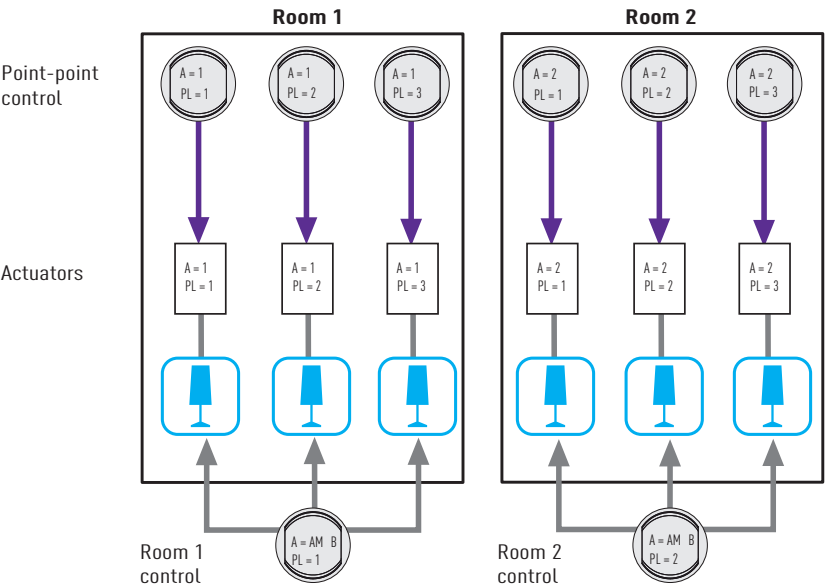 Room 1
Room 2
Point-point
control
A = 1
PL = 1
A = 1
PL = 2
A = 1
PL = 3
A = 2
PL = 1
A = 2
PL = 2
A = 2
PL = 3
Actuators
A = 1
PL = 1
A = 1
PL = 2
A = 1
PL = 3
A = 2
PL = 1
A = 2
PL = 2
A = 2
PL = 3
Room 1
control
A = AM B
PL = 1
Room 2
control
A = AM B
PL = 2